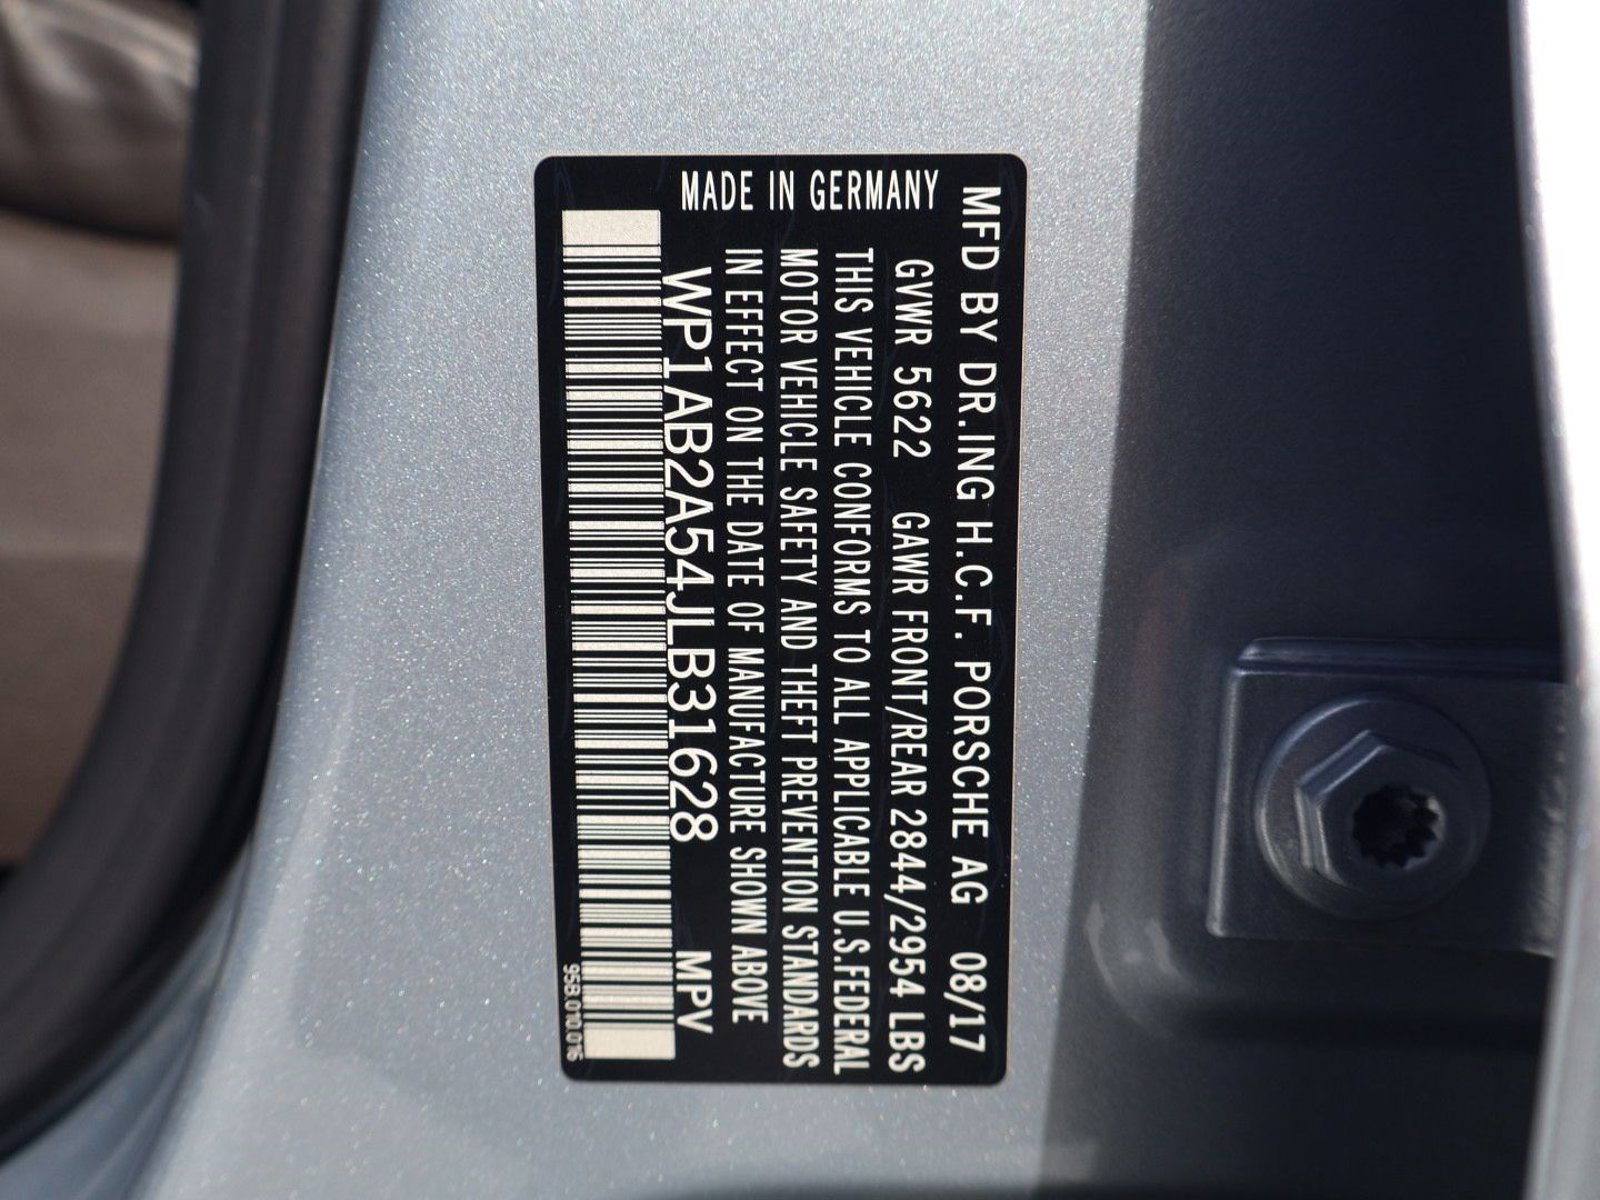 MFD BY DR.ING H.C.F. PORSCHE AG 08/17
GVWR 5622 GAWR FRONT/REAR 2844/2954 LBS
THIS VEHICLE CONFORMS TO ALL APPLICABLE U.S.FEDERAL
MOTOR VEHICLE SAFETY AND THEFT PREVENTION STANDARDS
IN EFFECT ON THE DATE OF MANUFACTURE SHOWN ABOVE
WP1AB2A54JLB31628 MPV
MADE IN GERMANY
95B.010.016